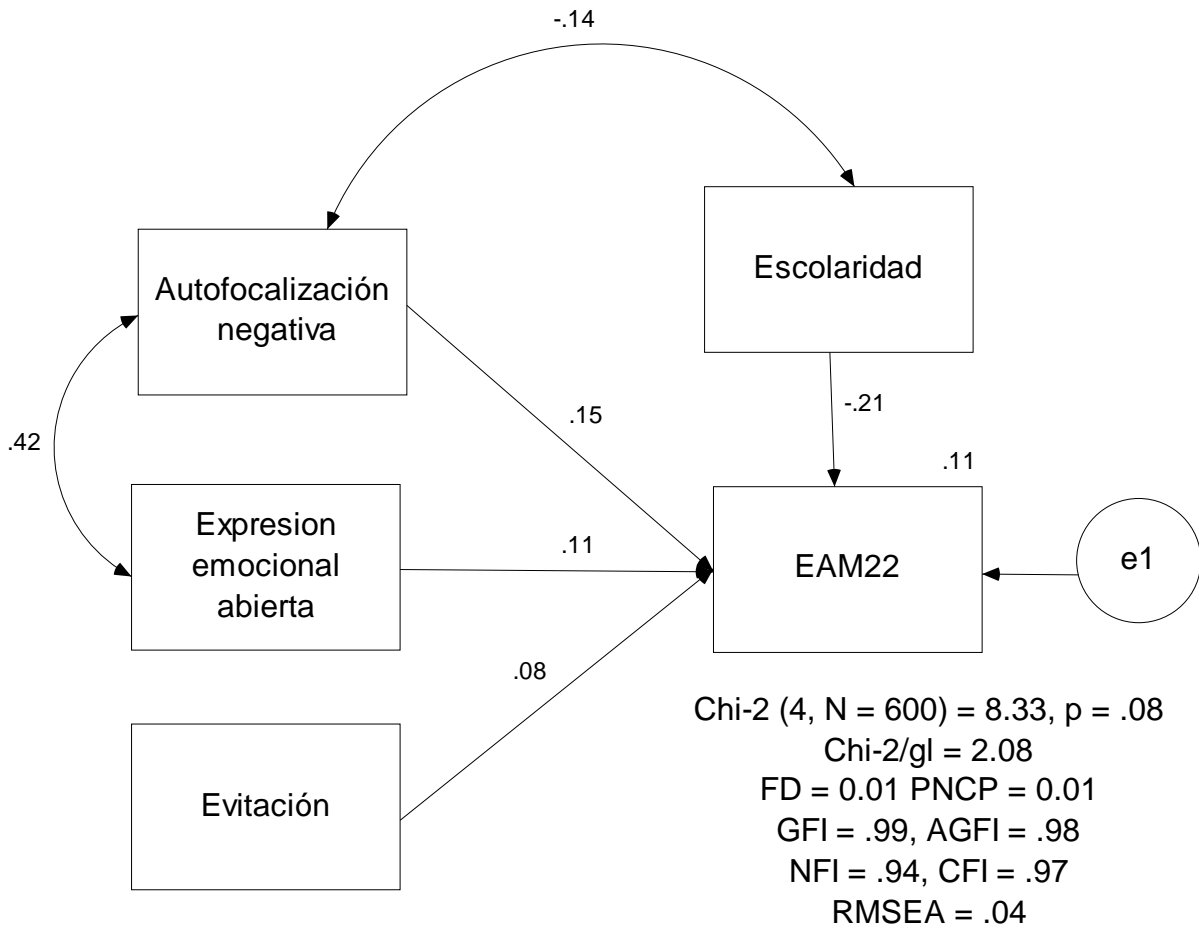 -.14
Escolaridad
Autofocalización
negativa
-.21
.15
.42
.11
Expresion
emocional
abierta
.11
EAM22
e1
.08
Evitación
Chi-2 (4, N = 600) = 8.33, p = .08
Chi-2/gl = 2.08
FD = 0.01 PNCP = 0.01
GFI = .99, AGFI = .98
NFI = .94, CFI = .97
RMSEA = .04